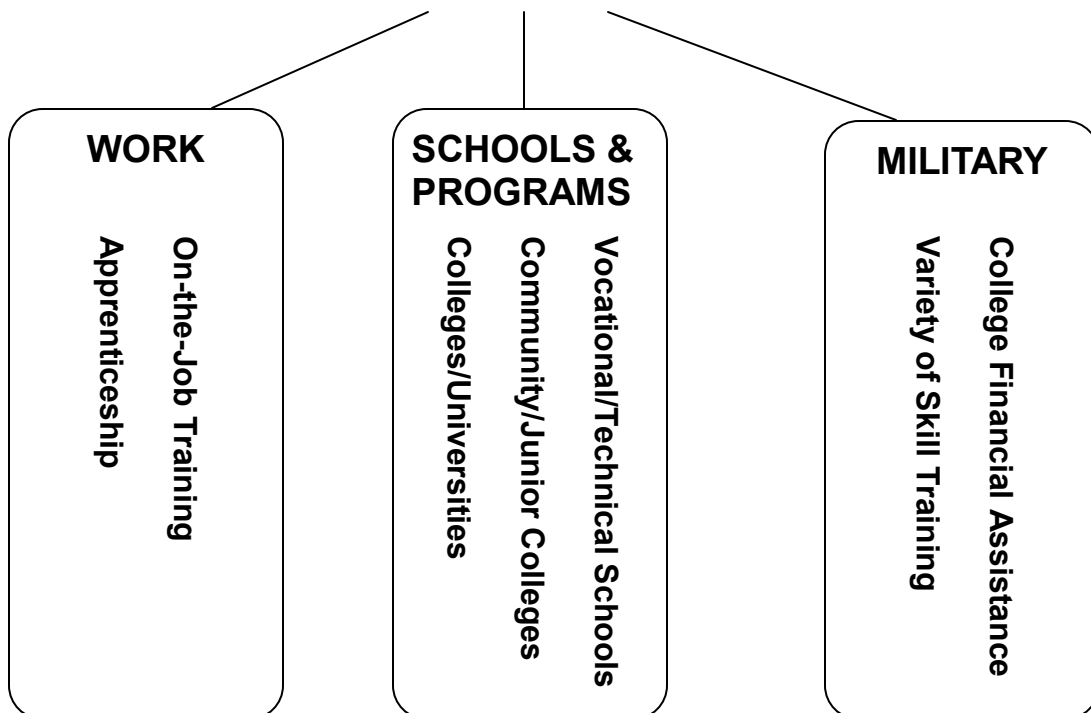 WORK
On-the-Job Training
Apprenticeship
SCHOOLS &
PROGRAMS
Vocational/Technical Schools
Community/Junior Colleges
Colleges/Universities
MILITARY
College Financial Assistance
Variety of Skill Training